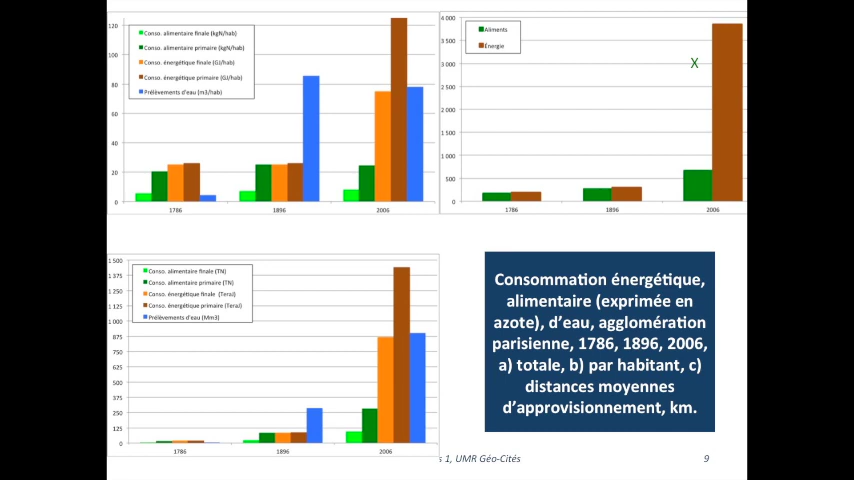 120
100
80
60
40
20
0
Conso. alimentaire finale (kgN/hab)
Conso. alimentaire primaire (kgN/hab)
Conso. énergétique finale (GJ/hab)
Conso. énergétique primaire (GJ/hab)
Prélèvements d'eau (m3/hab)
1786
1896
2006
4 000
3 500
3 000
2 500
2 000
1 500
1 000
500
0
Aliments
Énergie
X
1786
1896
2006
1 500
1 375
1 250
1 125
1 000
875
750
625
500
375
250
125
0
Conso. alimentaire finale (TN)
Conso. alimentaire primaire (TN)
Conso. énergétique finale (TeraJ)
Conso. énergétique primaire (TeraJ)
Prélèvements d'eau (Mm3)
1786
1896
2006
Consommation énergétique,
alimentaire (exprimée en
azote), d'eau, agglomération
parisienne, 1786, 1896, 2006,
a) totale, b) par habitant, c)
distances moyennes
d'approvisionnement, km.
s 1, UMR Géo-Cités
9